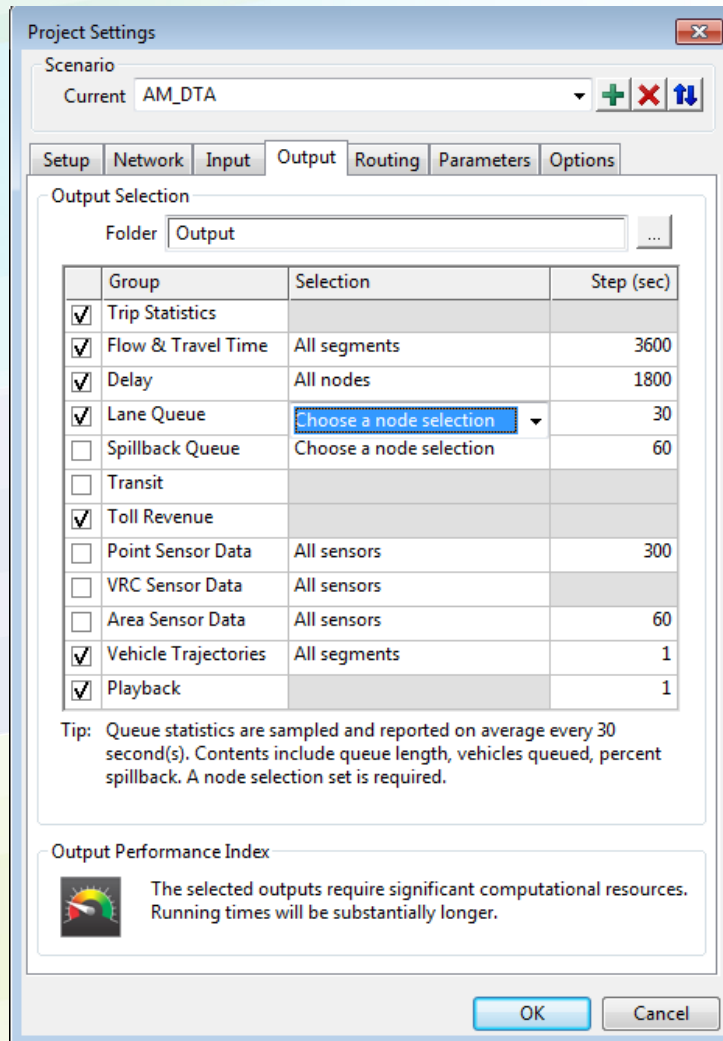 Project Settings
Scenario
Current AM_DTA
Setup Network Input Output Routing Parameters Options
Output Selection
Folder Output ...
Group Selection Step (sec)
Trip Statistics
Flow & Travel Time All segments 3600
Delay All nodes 1800
Lane Queue Choose a node selection 30
Spillback Queue Choose a node selection 60
Transit
Toll Revenue
Point Sensor Data All sensors 300
VRC Sensor Data All sensors
Area Sensor Data All sensors 60
Vehicle Trajectories All segments 1
Playback 1
Tip: Queue statistics are sampled and reported on average every 30
second(s). Contents include queue length, vehicles queued, percent
spillback. A node selection set is required.
Output Performance Index
The selected outputs require significant computational resources.
Running times will be substantially longer.
OK Cancel